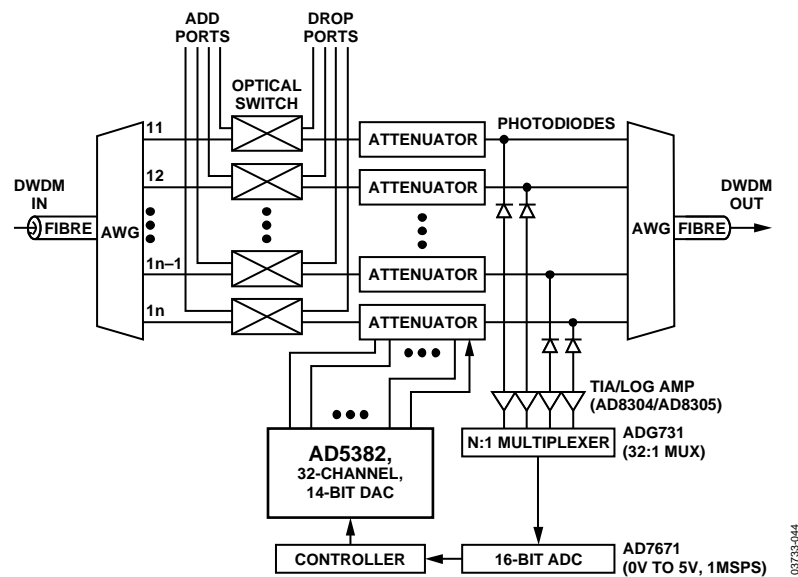 ADD
PORTS
DROP
PORTS
OPTICAL
SWITCH
PHOTODIODES
11
ATTENUATOR
12
ATTENUATOR
DWDM
IN
FIBRE
AWG
AWG
FIBRE
DWDM
OUT
1n–1
ATTENUATOR
1n
ATTENUATOR
TIA/LOG AMP
(AD8304/AD8305)
AD5382,
32-CHANNEL,
14-BIT DAC
N:1 MULTIPLEXER
ADG731
(32:1 MUX)
CONTROLLER
16-BIT ADC
AD7671
(0V TO 5V, 1MSPS)
03733-044